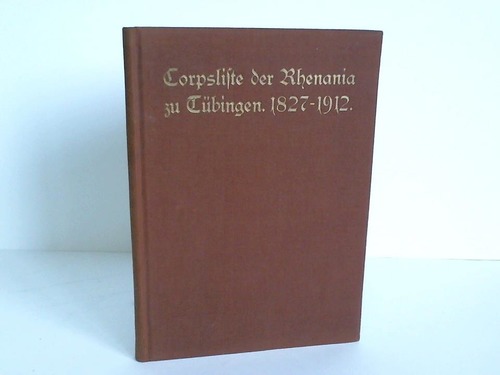 Corpsliste der Rhenania
zu Tübingen. 1827-1912.